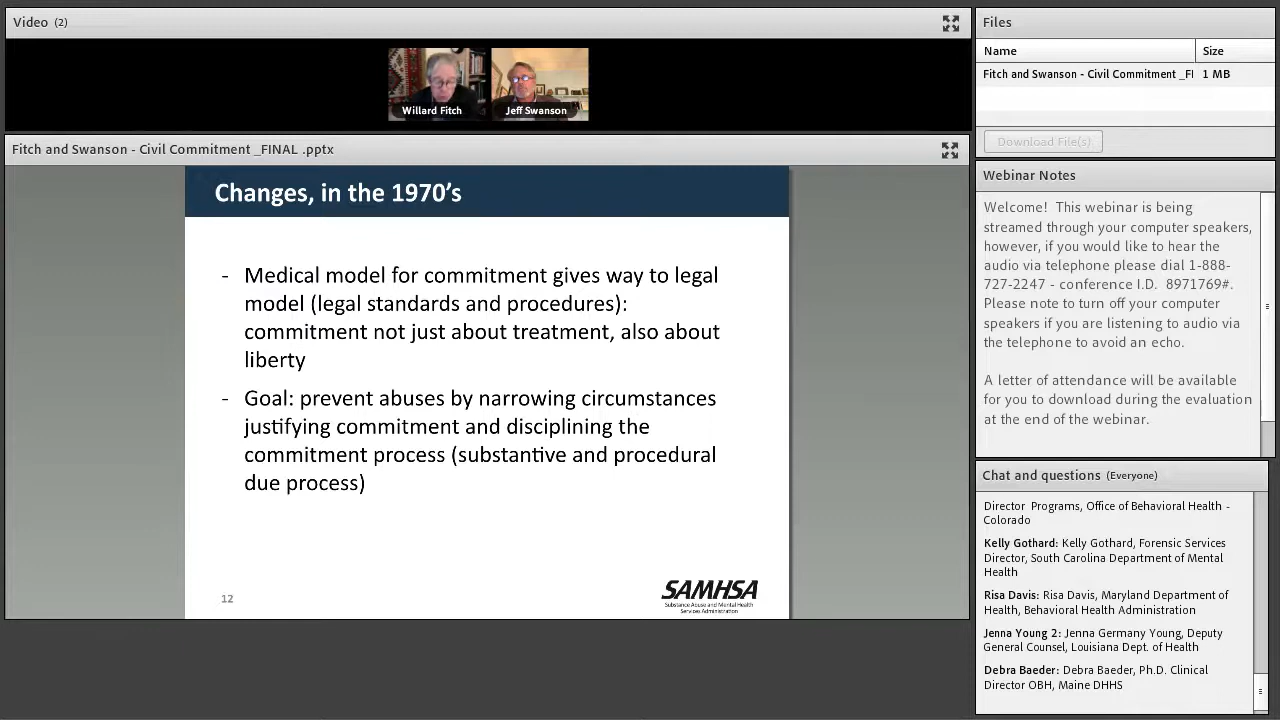 Video (2)
Willard Fitch
Jeff Swanson
Fitch and Swanson - Civil Commitment _FINAL .pptx
Changes, in the 1970's
- Medical model for commitment gives way to legal
model (legal standards and procedures):
commitment not just about treatment, also about
liberty
- Goal: prevent abuses by narrowing circumstances
justifying commitment and disciplining the
commitment process (substantive and procedural
due process)
12
SAMHSA
Substance Abuse and Mental Health
Services Administration
Files
Name Size
Fitch and Swanson - Civil Commitment _FI 1 MB
Download File(s)
Webinar Notes
Welcome! This webinar is being
streamed through your computer speakers,
however, if you would like to hear the
audio via telephone please dial 1-888-
727-2247 - conference I.D. 8971769#.
Please note to turn off your computer
speakers if you are listening to audio via
the telephone to avoid an echo.
A letter of attendance will be available
for you to download during the evaluation
at the end of the webinar.
Chat and questions (Everyone)
Director Programs, Office of Behavioral Health -
Colorado
Kelly Gothard: Kelly Gothard, Forensic Services
Director, South Carolina Department of Mental
Health
Risa Davis: Risa Davis, Maryland Department of
Health, Behavioral Health Administration
Jenna Young 2: Jenna Germany Young, Deputy
General Counsel, Louisiana Dept. of Health
Debra Baeder: Debra Baeder, Ph.D. Clinical
Director OBH, Maine DHHS